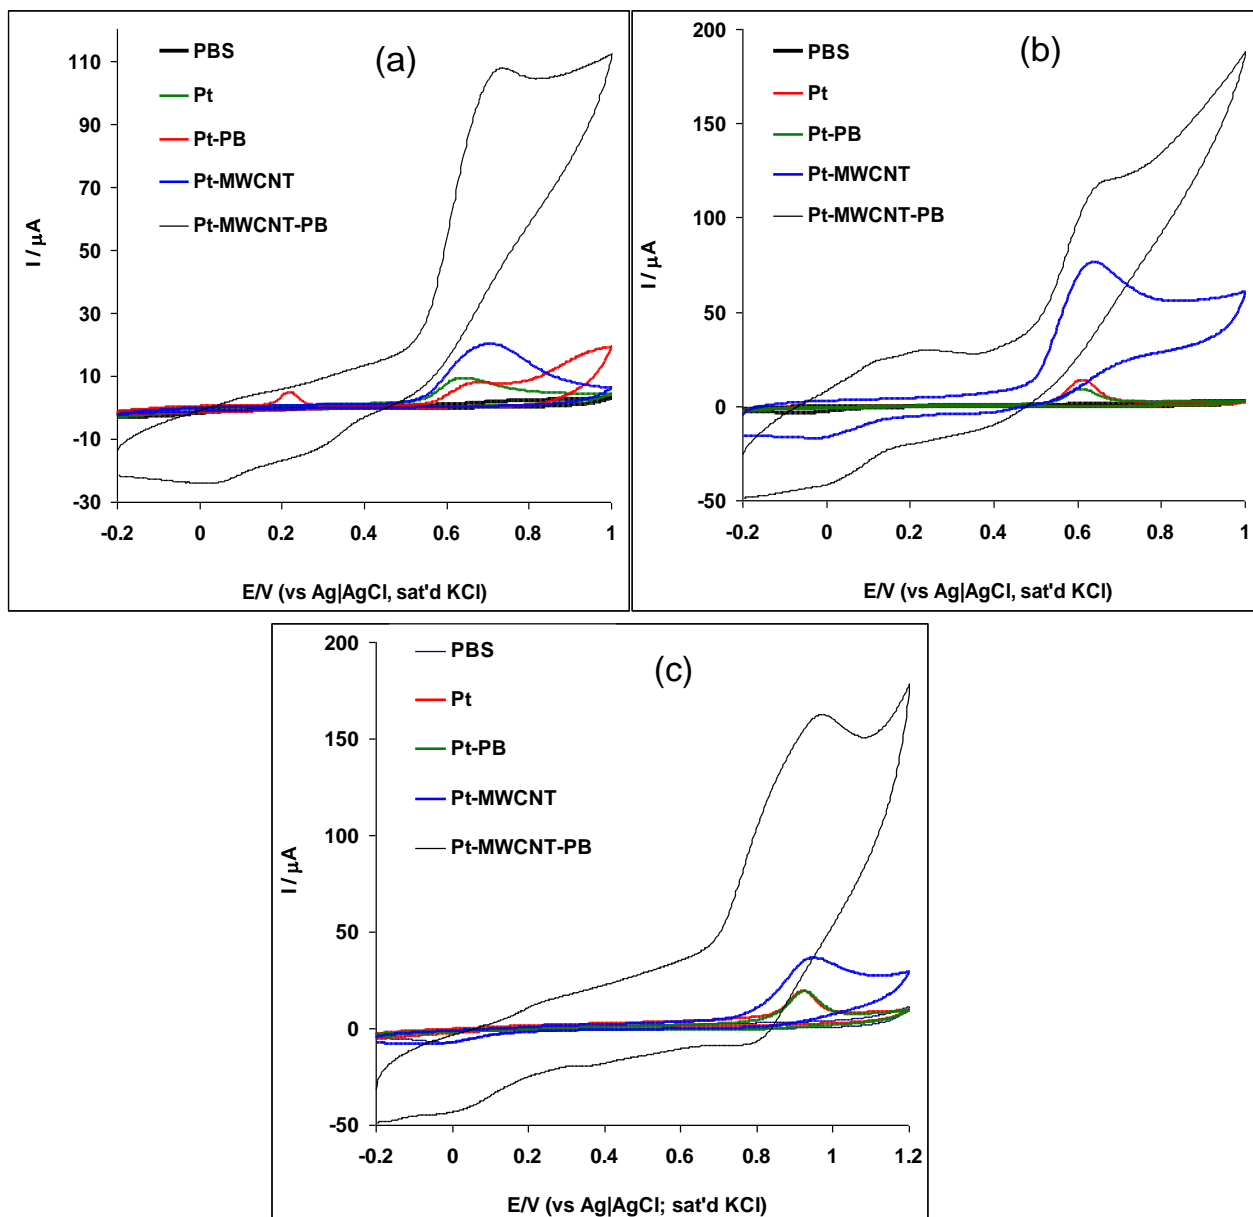 (a)
PBS
Pt
Pt-PB
Pt-MWCNT
Pt-MWCNT-PB
I / µA
110
90
70
50
30
10
-10
-30
-0.2 0 0.2 0.4 0.6 0.8 1
E/V (vs Ag|AgCl, sat'd KCl)
(b)
PBS
Pt
Pt-PB
Pt-MWCNT
Pt-MWCNT-PB
I / µA
200
150
100
50
0
-50
-0.2 0 0.2 0.4 0.6 0.8 1
E/V (vs Ag|AgCl, sat'd KCl)
(c)
PBS
Pt
Pt-PB
Pt-MWCNT
Pt-MWCNT-PB
I / µA
200
150
100
50
0
-50
-0.2 0 0.2 0.4 0.6 0.8 1 1.2
E/V (vs Ag|AgCl; sat'd KCl)